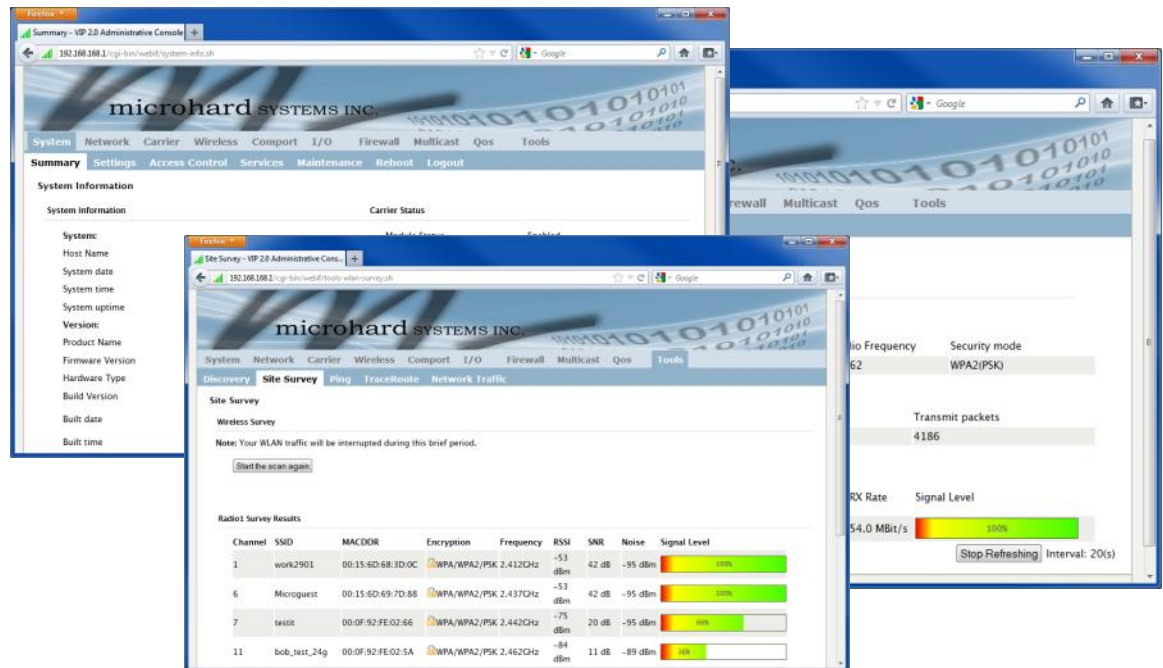 Firefox
Summary - VIP 2.0 Administrative Console
192.168.168.1/cgi-bin/webif/system-info.sh
Google
microhard SYSTEMS INC.
System Network Carrier Wireless Comport I/O Firewall Multicast Qos Tools
Summary Settings Access Control Services Maintenance Reboot Logout
System Information
System Information Carrier Status
System: Module Status Enabled
Host Name
System date
System time
System uptime
Version:
Product Name
Firmware Version
Hardware Type
Build Version
Built date
Built time
Google
Multicast Qos Tools
dio Frequency Security mode
62 WPA2(PSK)
Transmit packets
4186
RX Rate Signal Level
54.0 MBit/s 100%
Stop Refreshing Interval: 20(s)
Firefox
Site Survey - VIP 2.0 Administrative Cons...
192.168.168.1/cgi-bin/webif/tools-wlan-survey.sh
Google
microhard SYSTEMS INC.
System Network Carrier Wireless Comport I/O Firewall Multicast Qos Tools
Discovery Site Survey Ping TraceRoute Network Traffic
Site Survey
Wireless Survey
Note: Your WLAN traffic will be interrupted during this brief period.
Start the scan again
Radio1 Survey Results
Channel SSID MACDDR Encryption Frequency RSSI SNR Noise Signal Level
1 work2901 00:15:6D:68:3D:0C WPA/WPA2/PSK 2.412GHz -53 dBm 42 dB -95 dBm 100%
6 Microguest 00:15:6D:69:7D:88 WPA/WPA2/PSK 2.437GHz -53 dBm 42 dB -95 dBm 100%
7 testit 00:0F:92:FE:02:66 WPA/WPA2/PSK 2.442GHz -75 dBm 20 dB -95 dBm 66%
11 bob_test_24g 00:0F:92:FE:02:5A WPA/WPA2/PSK 2.462GHz -84 dBm 11 dB -89 dBm 36%